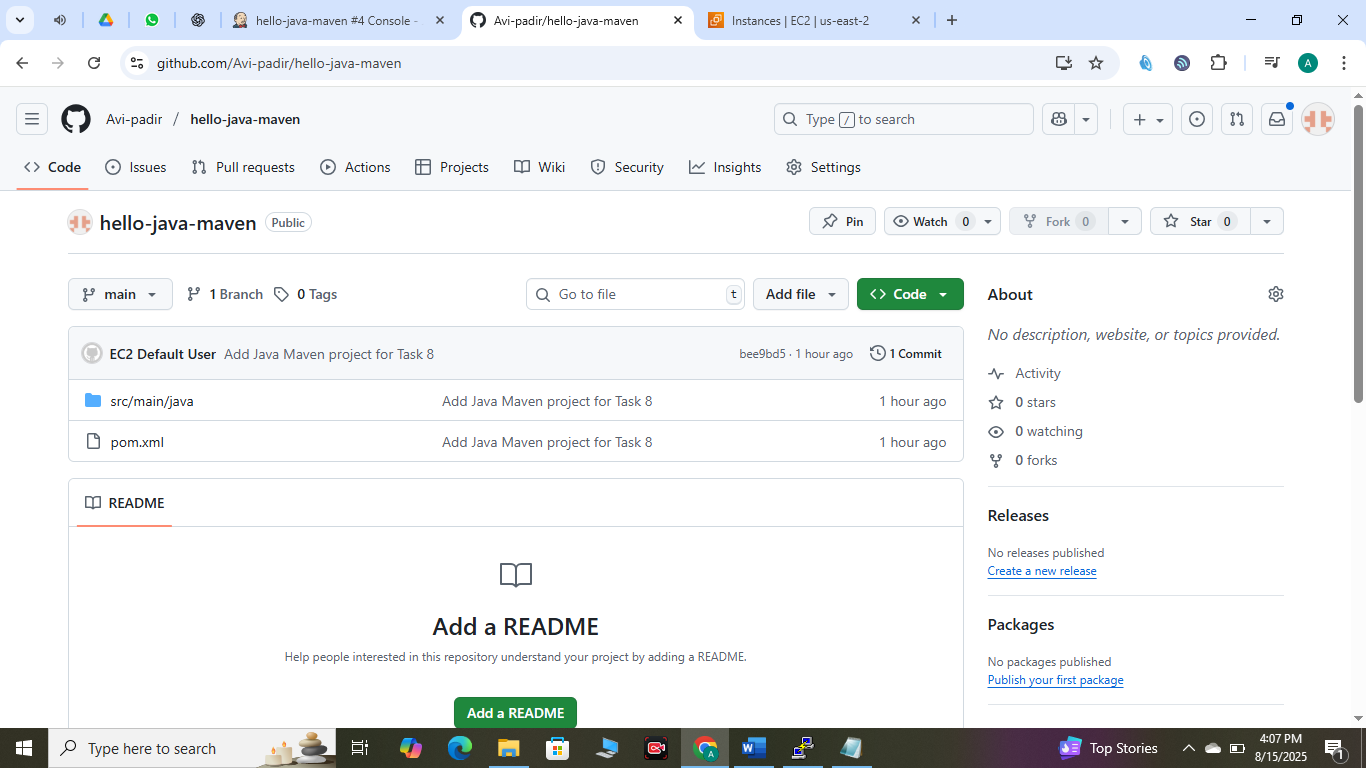 hello-java-maven #4 Console -
Avi-padir/hello-java-maven
Instances | EC2 | us-east-2
github.com/Avi-padir/hello-java-maven
A
Avi-padir / hello-java-maven
Type / to search
Code
Issues
Pull requests
Actions
Projects
Wiki
Security
Insights
Settings
hello-java-maven Public
Pin
Watch 0
Fork 0
Star 0
main
1 Branch
0 Tags
Go to file t
Add file
Code
EC2 Default User Add Java Maven project for Task 8
bee9bd5 · 1 hour ago
1 Commit
src/main/java Add Java Maven project for Task 8 1 hour ago
pom.xml Add Java Maven project for Task 8 1 hour ago
README
Add a README
Help people interested in this repository understand your project by adding a README.
Add a README
About
No description, website, or topics provided.
Activity
0 stars
0 watching
0 forks
Releases
No releases published
Create a new release
Packages
No packages published
Publish your first package
Type here to search
Top Stories
4:07 PM
8/15/2025
1